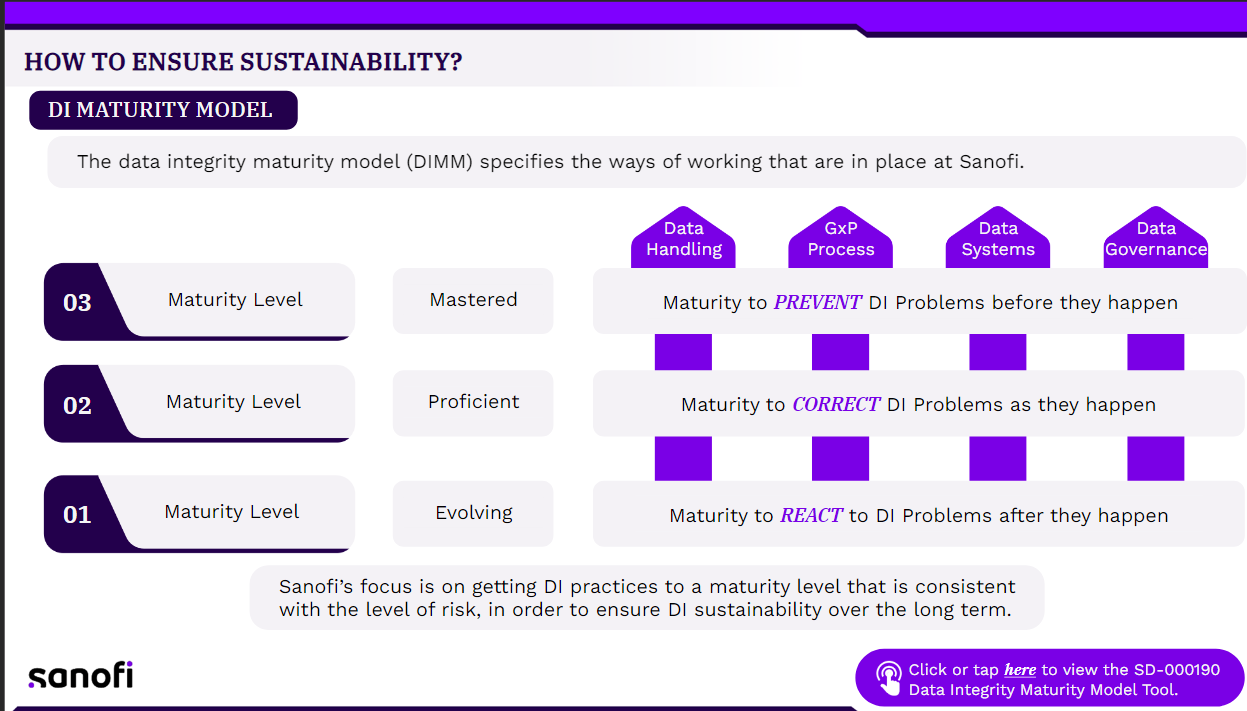 HOW TO ENSURE SUSTAINABILITY?
DI MATURITY MODEL
The data integrity maturity model (DIMM) specifies the ways of working that are in place at Sanofi.
Data
Handling
GxP
Process
Data
Systems
Data
Governance
03
Maturity Level
Mastered
Maturity to PREVENT DI Problems before they happen
02
Maturity Level
Proficient
Maturity to CORRECT DI Problems as they happen
01
Maturity Level
Evolving
Maturity to REACT to DI Problems after they happen
Sanofi's focus is on getting DI practices to a maturity level that is consistent
with the level of risk, in order to ensure DI sustainability over the long term.
sanofi
Click or tap here to view the SD-000190
Data Integrity Maturity Model Tool.